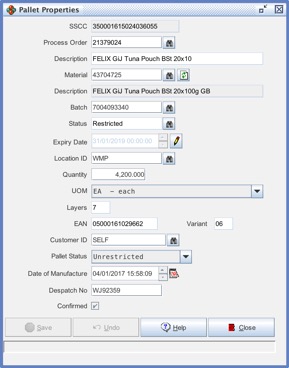 Pallet Properties
SSCC 350001615024036055
Process Order 21379024
Description FELIX GiJ Tuna Pouch BSt 20x10
Material 43704725
Description FELIX GiJ Tuna Pouch BSt 20x100g GB
Batch 7004093340
Status Restricted
Expiry Date 31/01/2019 00:00:00
Location ID WMP
Quantity 4,200.000
UOM EA - each
Layers 7
EAN 05000161029662 Variant 06
Customer ID SELF
Pallet Status Unrestricted
Date of Manufacture 04/01/2017 15:58:09
Despatch No WJ92359
Confirmed
Save Undo Help Close